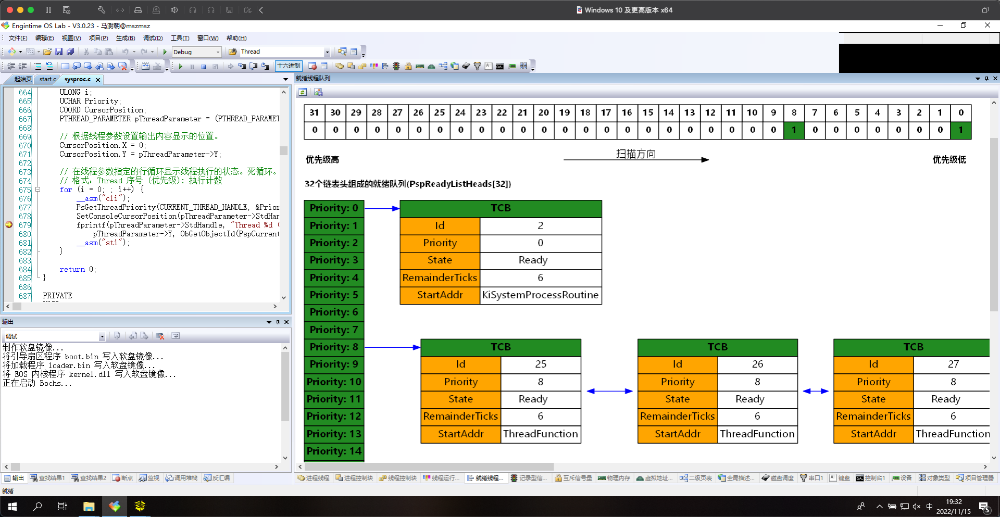 Windows 10 及更高版本 x64
Engintime OS Lab - V3.0.23 - 马澍朝@mszmsz
文件(F) 编辑(E) 视图(V) 项目(P) 生成(B) 调试(D) 工具(T) 窗口(W) 帮助(H)
Debug Thread
十六进制
起始页 start.c sysproc.c
664 ULONG i;
665 UCHAR Priority;
666 COORD CursorPosition;
667 PTHREAD_PARAMETER pThreadParameter = (PTHREAD_PARAMET
668
669 // 根据线程参数设置输出内容显示的位置。
670 CursorPosition.X = 0;
671 CursorPosition.Y = pThreadParameter->Y;
672
673 // 在线程参数指定的行循环显示线程执行的状态。死循环。
674 // 格式: Thread 序号 (优先级): 执行计数
675 for (i = 0; ; i++) {
676 __asm("cli");
677 PsGetThreadPriority(CURRENT_THREAD_HANDLE, &Prior
678 SetConsoleCursorPosition(pThreadParameter->StdHan
679 fprintf(pThreadParameter->StdHandle, "Thread %d (
680 pThreadParameter->Y, ObGetObjectId(PspCurrent
681 __asm("sti");
682 }
683
684 return 0;
685 }
686
687 PRIVATE
输出
调试
制作软盘镜像...
将引导扇区程序 boot.bin 写入软盘镜像...
将加载程序 loader.bin 写入软盘镜像...
将 EOS 内核程序 kernel.dll 写入软盘镜像...
正在启动 Bochs...
输出 查找结果1 查找结果2 断点 监视 调用堆栈 反汇编
就绪
就绪线程队列
31 30 29 28 27 26 25 24 23 22 21 20 19 18 17 16 15 14 13 12 11 10 9 8 7 6 5 4 3 2 1 0
0 0 0 0 0 0 0 0 0 0 0 0 0 0 0 0 0 0 0 0 0 0 0 1 0 0 0 0 0 0 0 1
优先级高 扫描方向 优先级低
32个链表头组成的就绪队列(PspReadyListHeads[32])
Priority: 0
Priority: 1
Priority: 2
Priority: 3
Priority: 4
Priority: 5
Priority: 6
Priority: 7
Priority: 8
Priority: 9
Priority: 10
Priority: 11
Priority: 12
Priority: 13
Priority: 14
TCB
Id 2
Priority 0
State Ready
RemainderTicks 6
StartAddr KiSystemProcessRoutine
TCB
Id 25
Priority 8
State Ready
RemainderTicks 6
StartAddr ThreadFunction
TCB
Id 26
Priority 8
State Ready
RemainderTicks 6
StartAddr ThreadFunction
TCB
Id 27
Priority 8
State Ready
RemainderTicks 6
StartAddr ThreadFunction
进程线程 进程控制块 线程控制块 线程运行... 就绪线程... 记录型信... 互斥信号量 物理内存 虚拟地址... 二级页表 全局描述... 磁盘调度 串口1 键盘 控制台1 设备 对象类型 项目管理器
中
19:32
2022/11/15
5